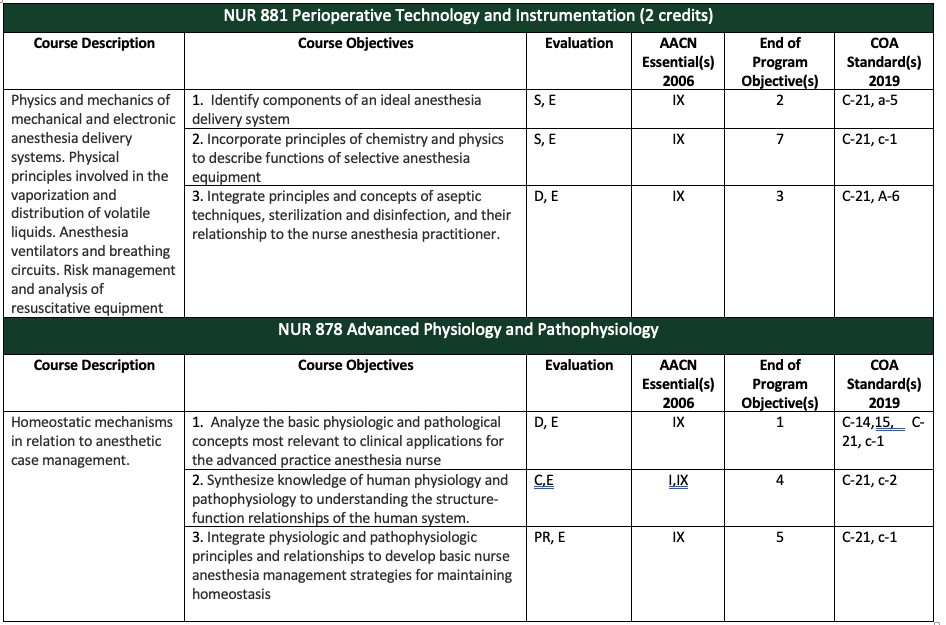 NUR 881 Perioperative Technology and Instrumentation (2 credits)
Course Description
Course Objectives
Evaluation
AACN
Essential(s)
2006
End of
Program
Objective(s)
COA
Standard(s)
2019
Physics and mechanics of
mechanical and electronic
anesthesia delivery
systems. Physical
principles involved in the
vaporization and
distribution of volatile
liquids. Anesthesia
ventilators and breathing
circuits. Risk management
and analysis of
resuscitative equipment
1. Identify components of an ideal anesthesia
delivery system
S, E
IX
2
C-21, a-5
2. Incorporate principles of chemistry and physics
to describe functions of selective anesthesia
equipment
S, E
IX
7
C-21, c-1
3. Integrate principles and concepts of aseptic
techniques, sterilization and disinfection, and their
relationship to the nurse anesthesia practitioner.
D, E
IX
3
C-21, A-6
NUR 878 Advanced Physiology and Pathophysiology
Course Description
Course Objectives
Evaluation
AACN
Essential(s)
2006
End of
Program
Objective(s)
COA
Standard(s)
2019
Homeostatic mechanisms
in relation to anesthetic
case management.
1. Analyze the basic physiologic and pathological
concepts most relevant to clinical applications for
the advanced practice anesthesia nurse
D, E
IX
1
C-14,15, C-
21, c-1
2. Synthesize knowledge of human physiology and
pathophysiology to understanding the structure-
function relationships of the human system.
C,E
I,IX
4
C-21, c-2
3. Integrate physiologic and pathophysiologic
principles and relationships to develop basic nurse
anesthesia management strategies for maintaining
homeostasis
PR, E
IX
5
C-21, c-1